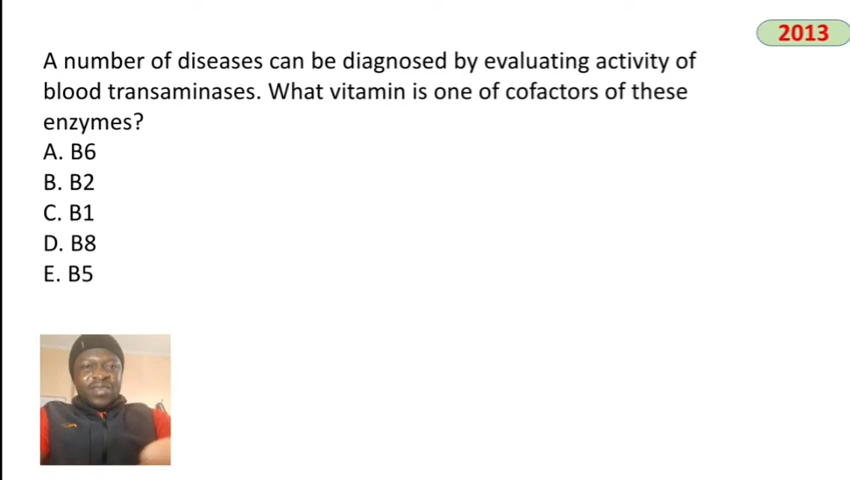 2013
A number of diseases can be diagnosed by evaluating activity of
blood transaminases. What vitamin is one of cofactors of these
enzymes?
A. B6
B. B2
C. B1
D. B8
E. B5